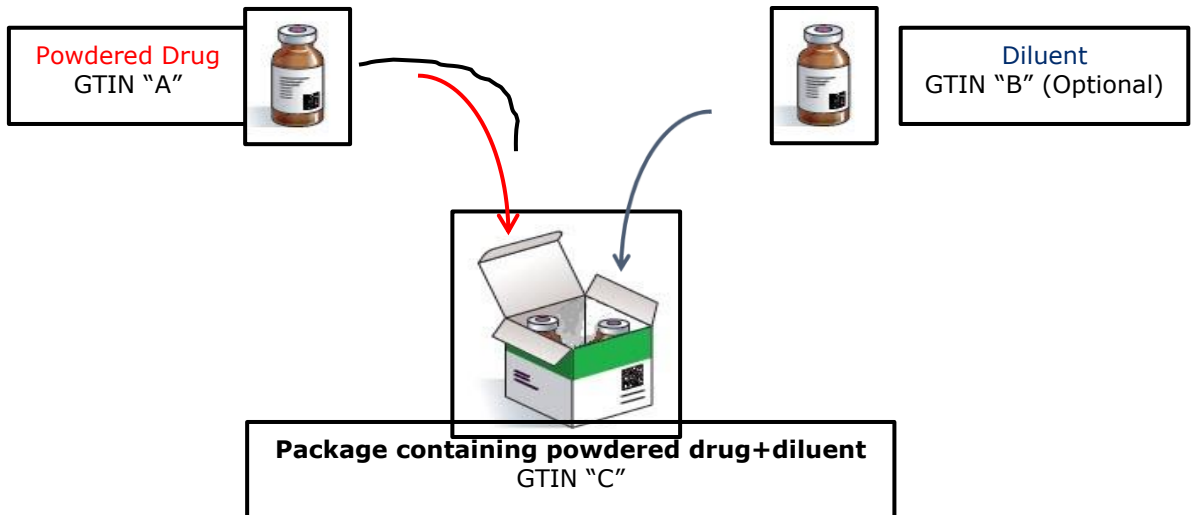 Powdered Drug
GTIN “A”
Diluent
GTIN “B” (Optional)
Package containing powdered drug+diluent
GTIN “C”